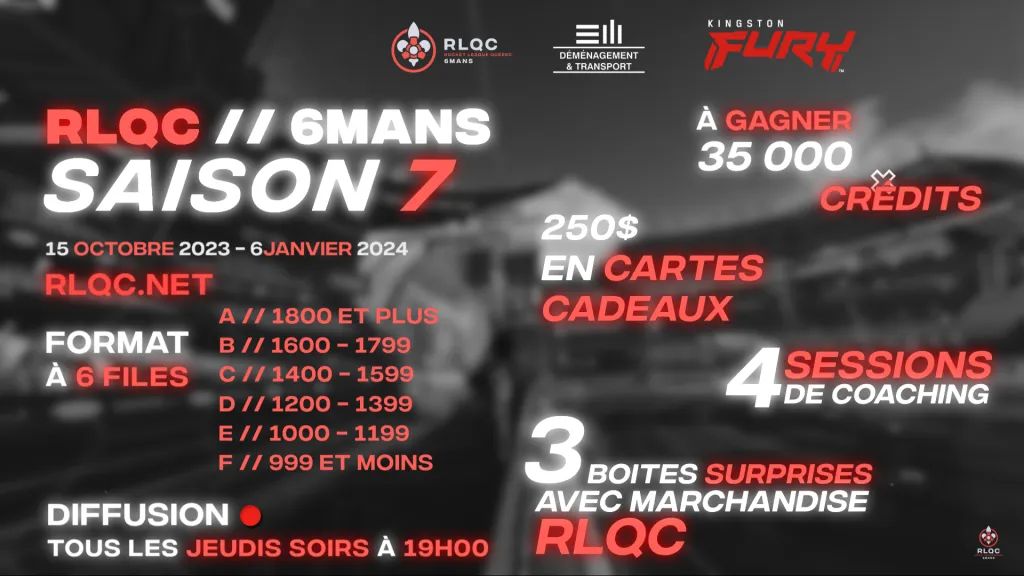 RLQC
ROCKET LEAGUE QUÉBEC
6MANS
DÉMÉNAGEMENT
& TRANSPORT
KINGSTON
FURY
RLQC // 6MANS
SAISON 7
15 OCTOBRE 2023 - 6JANVIER 2024
RLQC.NET
FORMAT
À 6 FILES
A // 1800 ET PLUS
B // 1600 - 1799
C // 1400 - 1599
D // 1200 - 1399
E // 1000 - 1199
F // 999 ET MOINS
DIFFUSION
TOUS LES JEUDIS SOIRS À 19H00
À GAGNER
35 000
CRÉDITS
250$
EN CARTES
CADEAUX
4 SESSIONS
DE COACHING
3 BOITES SURPRISES
AVEC MARCHANDISE
RLQC
RLQC